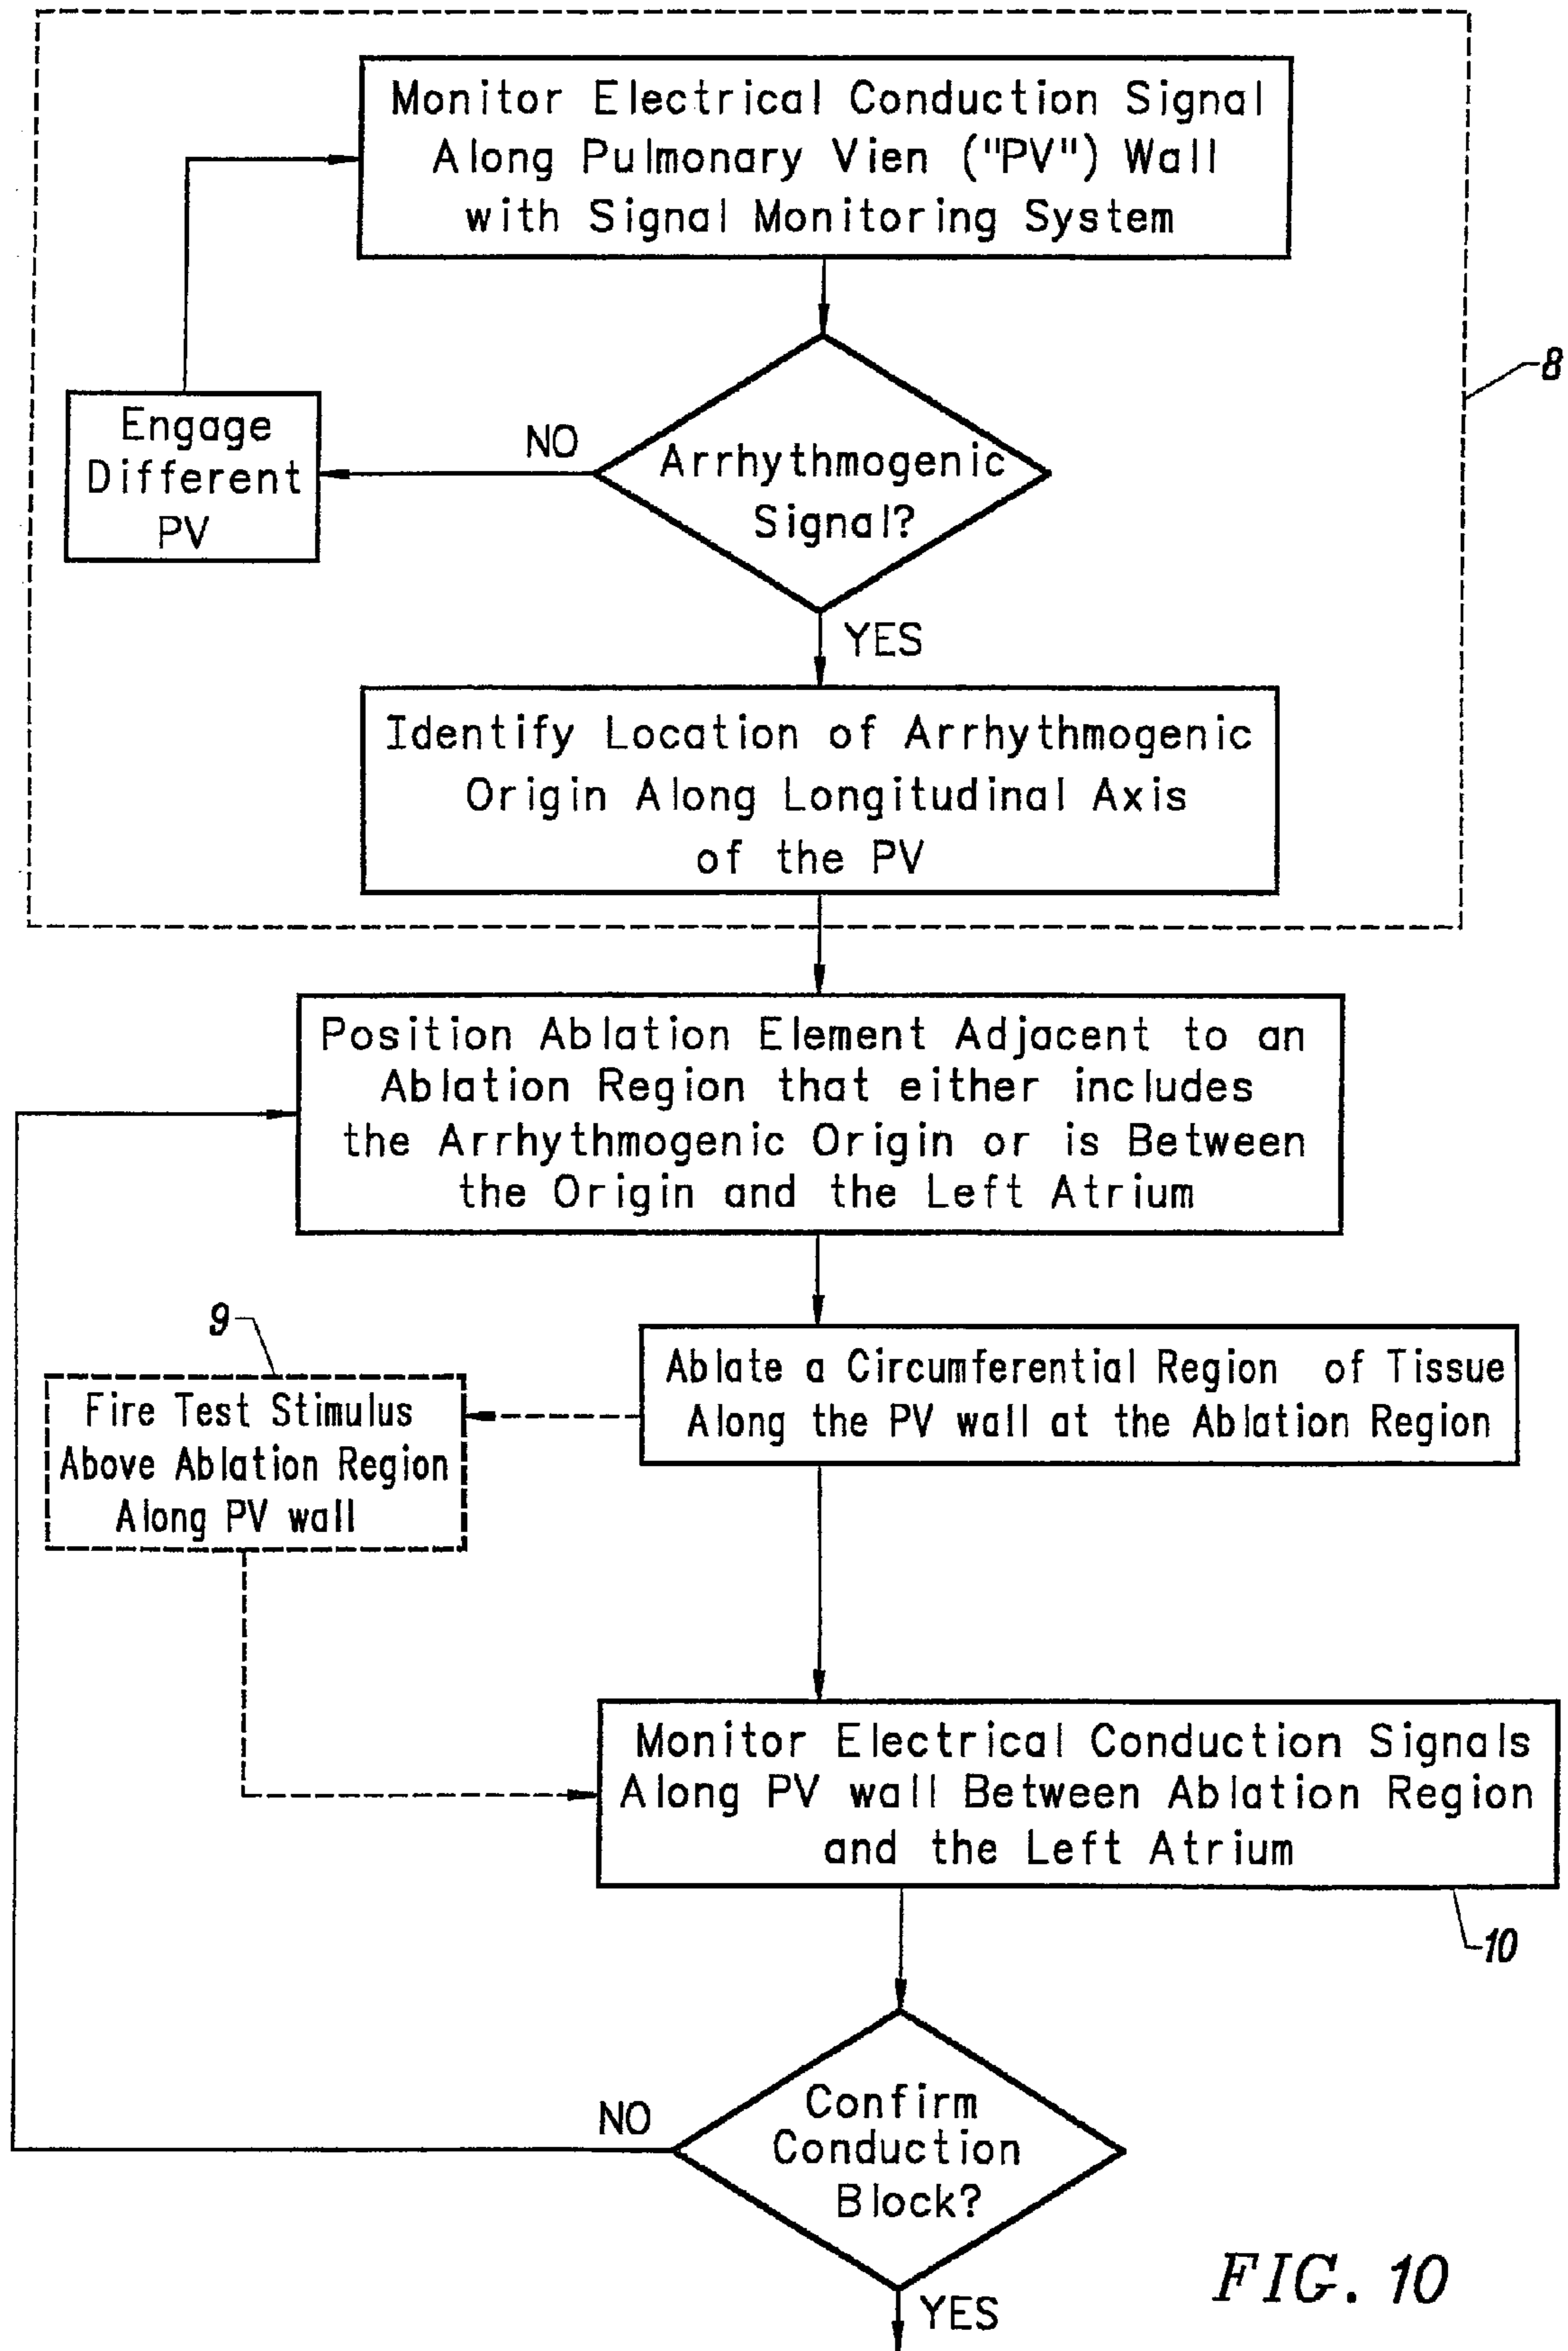 Monitor Electrical Conduction Signal
Along Pulmonary Vien ("PV") Wall
with Signal Monitoring System
8
Engage
Different
PV
NO
Arrhythmogenic
Signal?
YES
Identify Location of Arrhythmogenic
Origin Along Longitudinal Axis
of the PV
Position Ablation Element Adjacent to an
Ablation Region that either includes
the Arrhythmogenic Origin or is Between
the Origin and the Left Atrium
9
Ablate a Circumferential Region of Tissue
Along the PV wall at the Ablation Region
Fire Test Stimulus
Above Ablation Region
Along PV wall
Monitor Electrical Conduction Signals
Along PV wall Between Ablation Region
and the Left Atrium
10
NO
Confirm
Conduction
Block?
YES
FIG. 10